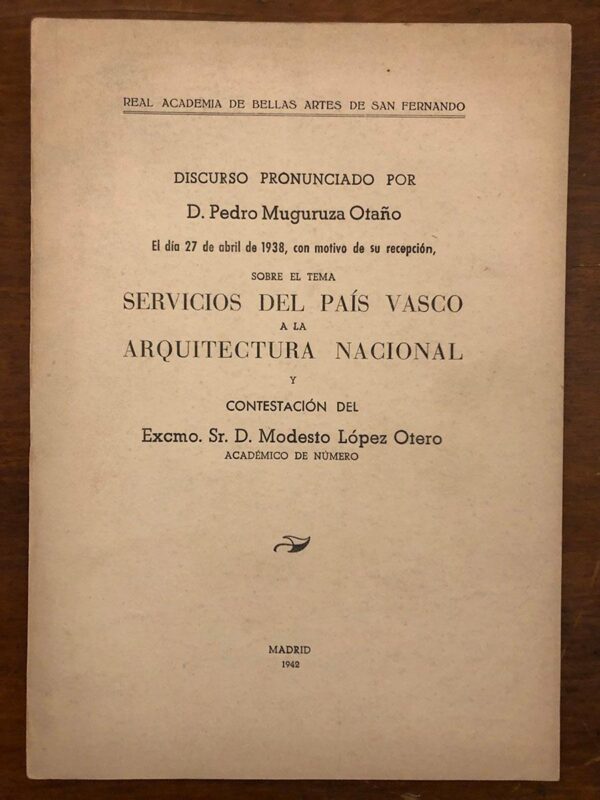 REAL ACADEMIA DE BELLAS ARTES DE SAN FERNANDO
DISCURSO PRONUNCIADO POR
D. Pedro Muguruza Otaño
El día 27 de abril de 1938, con motivo de su recepción,
SOBRE EL TEMA
SERVICIOS DEL PAÍS VASCO
A LA
ARQUITECTURA NACIONAL
Y
CONTESTACIÓN DEL
Excmo. Sr. D. Modesto López Otero
ACADÉMICO DE NÚMERO
MADRID
1942